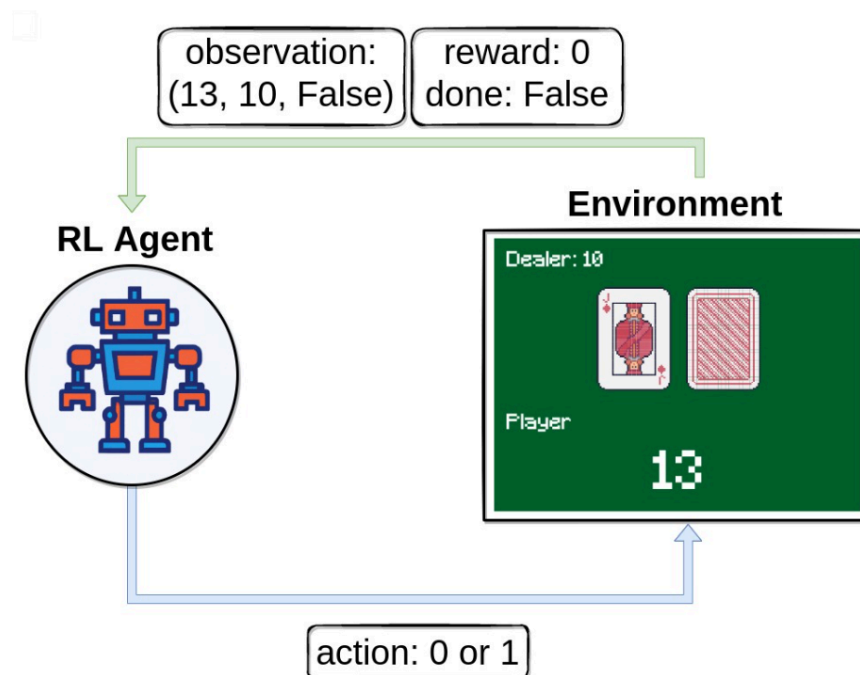 observation:
(13, 10, False)
reward: 0
done: False
RL Agent
Environment
Dealer: 10
J
J
Player
13
action: 0 or 1